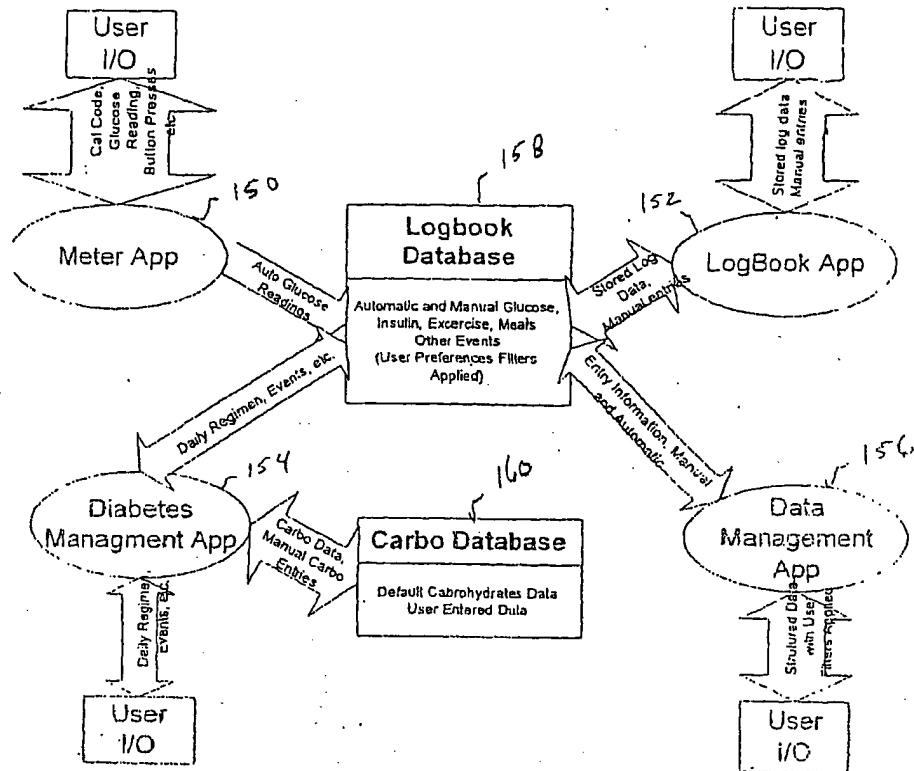 User
I/O
User
I/O
Cal Code,
Glucose
Reading,
Button Presses
etc
Stored log data
Manual entries
150
158
152
Meter App
Logbook
Database
LogBook App
Auto Glucose
Readings
Stored Log
Data,
Manual entries
Automatic and Manual Glucose,
Insulin, Excercise, Meals
Other Events
(User Preferences Filters
Applied)
Daily Regimen, Events, etc.
Entry Information, Manual
and Automatic
154
160
156
Diabetes
Managment App
Carbo Data,
Manual Carbo
Entries
Carbo Database
Default Cabrohydrates Data
User Entered Data
Data
Management
App
Daily Regime
Events, etc.
Strutured Data
with Use
Filters Applied
User
I/O
User
I/O